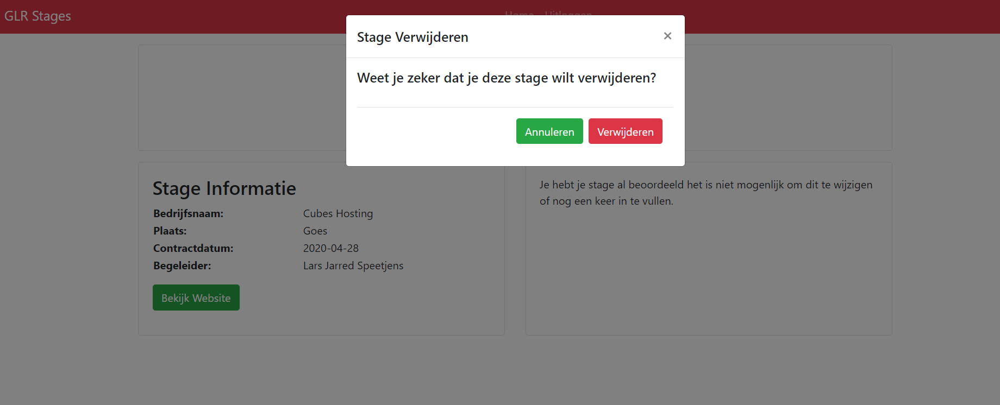 GLR Stages
Home Uitloggen
Stage Verwijderen
×
Weet je zeker dat je deze stage wilt verwijderen?
Annuleren Verwijderen
Stage Informatie
Bedrijfsnaam: Cubes Hosting
Plaats: Goes
Contractdatum: 2020-04-28
Begeleider: Lars Jarred Speetjens
Bekijk Website
Je hebt je stage al beoordeeld het is niet mogenlijk om dit te wijzigen
of nog een keer in te vullen.